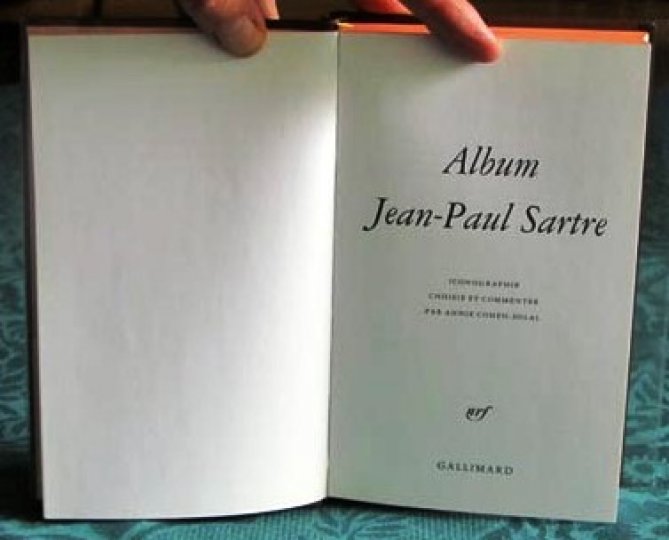 Album
Jean-Paul Sartre
ICONOGRAPHIE
CHOISIE ET COMMENTÉE
PAR ANNIE COHEN-SOLAL
nrf
GALLIMARD